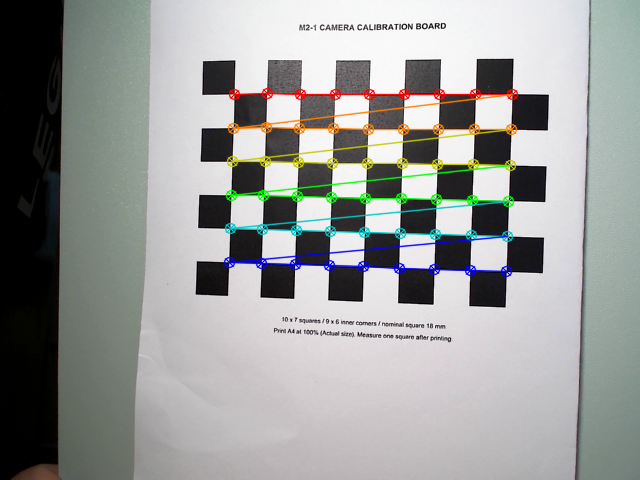 M2-1 CAMERA CALIBRATION BOARD
10 x 7 squares / 9 x 6 inner corners / nominal square 18 mm
Print A4 at 100% (Actual size). Measure one square after printing.
LEG